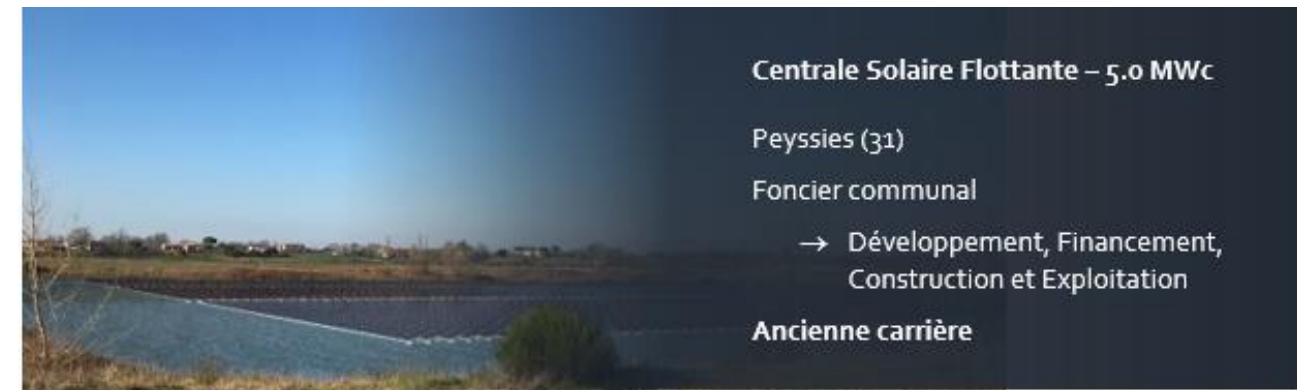 Centrale Solaire Flottante – 5.0 MWc
Peyssies (31)
Foncier communal
→ Développement, Financement,
Construction et Exploitation
Ancienne carrière